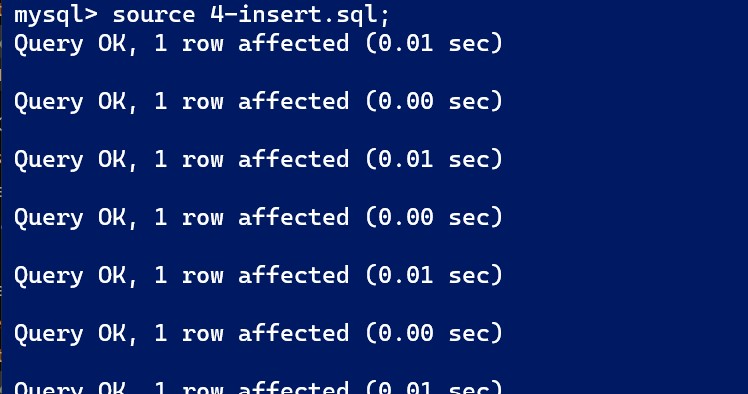 mysql> source 4-insert.sql;
Query OK, 1 row affected (0.01 sec)
Query OK, 1 row affected (0.00 sec)
Query OK, 1 row affected (0.01 sec)
Query OK, 1 row affected (0.00 sec)
Query OK, 1 row affected (0.01 sec)
Query OK, 1 row affected (0.00 sec)
Query OK, 1 row affected (0.01 sec)